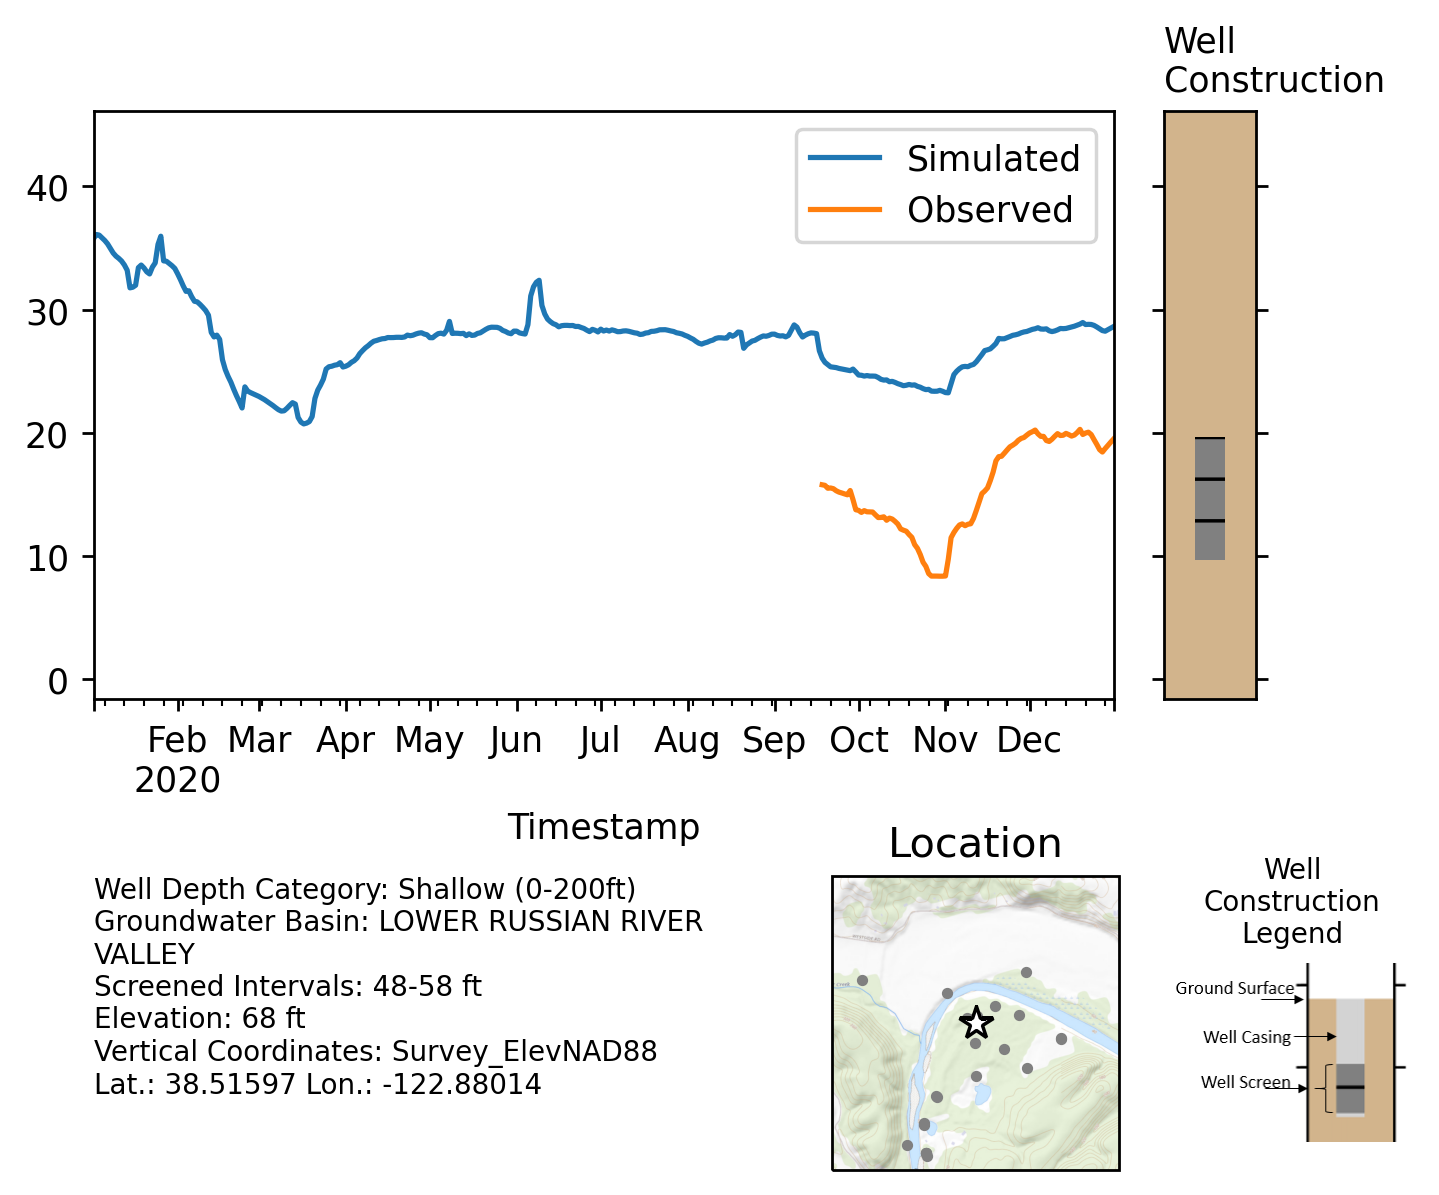 Well
Construction
Simulated
Observed
40
30
20
10
0
Feb Mar Apr May Jun Jul Aug Sep Oct Nov Dec
2020
Timestamp
Well Depth Category: Shallow (0-200ft)
Groundwater Basin: LOWER RUSSIAN RIVER
VALLEY
Screened Intervals: 48-58 ft
Elevation: 68 ft
Vertical Coordinates: Survey_ElevNAD88
Lat.: 38.51597 Lon.: -122.88014
Location
Well
Construction
Legend
Ground Surface
Well Casing
Well Screen